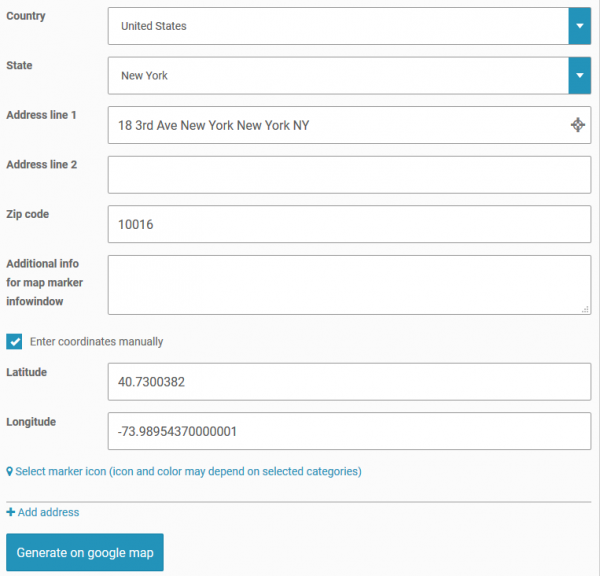 Country
United States
State
New York
Address line 1
18 3rd Ave New York New York NY
Address line 2
Zip code
10016
Additional info
for map marker
infowindow
Enter coordinates manually
Latitude
40.7300382
Longitude
-73.98954370000001
Select marker icon (icon and color may depend on selected categories)
Add address
Generate on google map